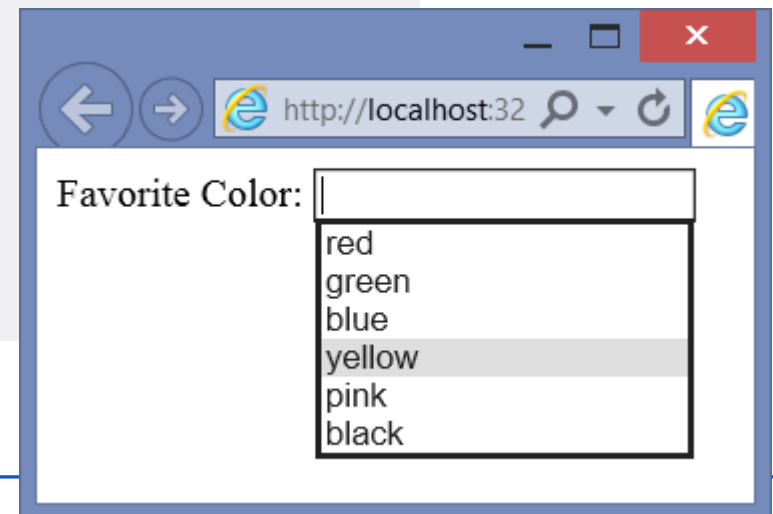 http://localhost:32
Favorite Color:
red
green
blue
yellow
pink
black